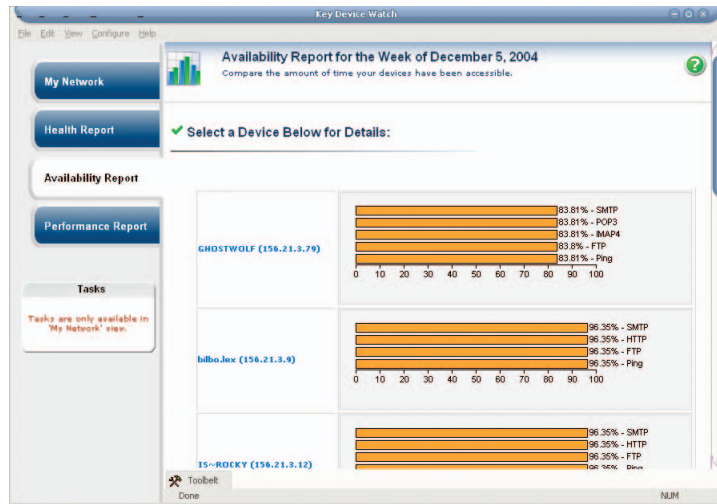 Key Device Watch
File Edit View Configure Help
Availability Report for the Week of December 5, 2004
Compare the amount of time your devices have been accessible.
My Network
Health Report
Availability Report
Performance Report
Tasks
Tasks are only available in
'My Network' view.
✔ Select a Device Below for Details:
GHOSTWOLF (156.21.3.79)
83.81% - SMTP
83.81% - POP3
83.81% - IMAP4
83.8% - FTP
83.81% - Ping
0 10 20 30 40 50 60 70 80 90 100
bilbo.lex (156.21.3.9)
96.35% - SMTP
96.35% - HTTP
96.35% - FTP
96.35% - Ping
0 10 20 30 40 50 60 70 80 90 100
IS~ROCKY (156.21.3.12)
96.35% - SMTP
96.35% - HTTP
96.35% - FTP
96.35% - Ping
Toolbelt
Done
NUM